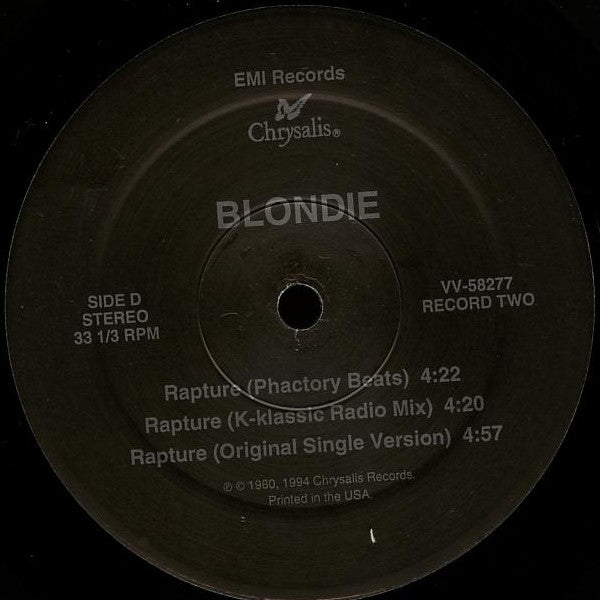 EMI Records
Chrysalis®
BLONDIE
SIDE D
STEREO
33 1/3 RPM
VV-58277
RECORD TWO
Rapture (Phactory Beats) 4:22
Rapture (K-klassic Radio Mix) 4:20
Rapture (Original Single Version) 4:57
℗ © 1980, 1994 Chrysalis Records.
Printed in the USA.